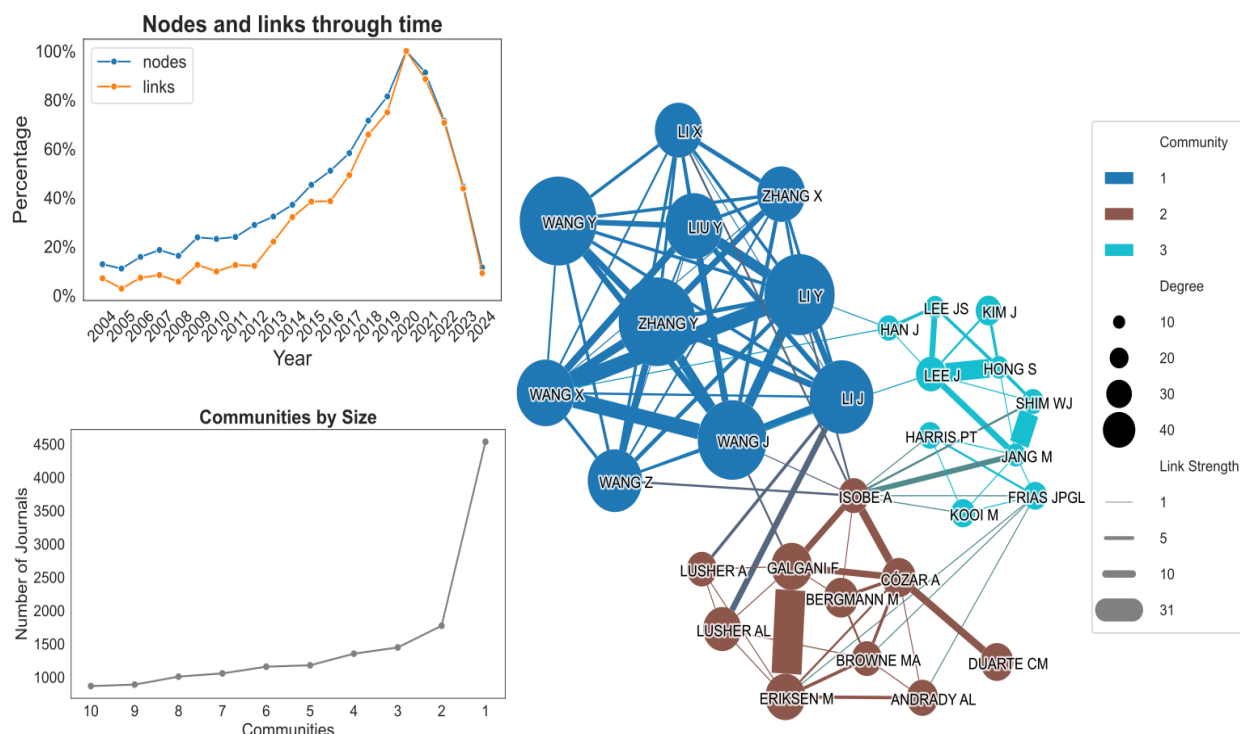 Nodes and links through time
Percentage
100%
80%
60%
40%
20%
0%
nodes
links
2004
2005
2006
2007
2008
2009
2010
2011
2012
2013
2014
2015
2016
2017
2018
2019
2020
2021
2022
2023
2024
Year
Communities by Size
Number of Journals
4500
4000
3500
3000
2500
2000
1500
1000
10 9 8 7 6 5 4 3 2 1
Communities
LI X
ZHANG X
WANG Y
LIU Y
LI Y
ZHANG Y
WANG X
LI J
WANG J
WANG Z
LEE JS
KIM J
HAN J
LEE J
HONG S
SHIM WJ
HARRIS PT
JANG M
ISOBE A
FRIAS JPGL
KOOI M
LUSHER A
GALGANI F
CÓZAR A
BERGMANN M
LUSHER AL
BROWNE MA
DUARTE CM
ERIKSEN M
ANDRADY AL
Community
1
2
3
Degree
10
20
30
40
Link Strength
1
5
10
31